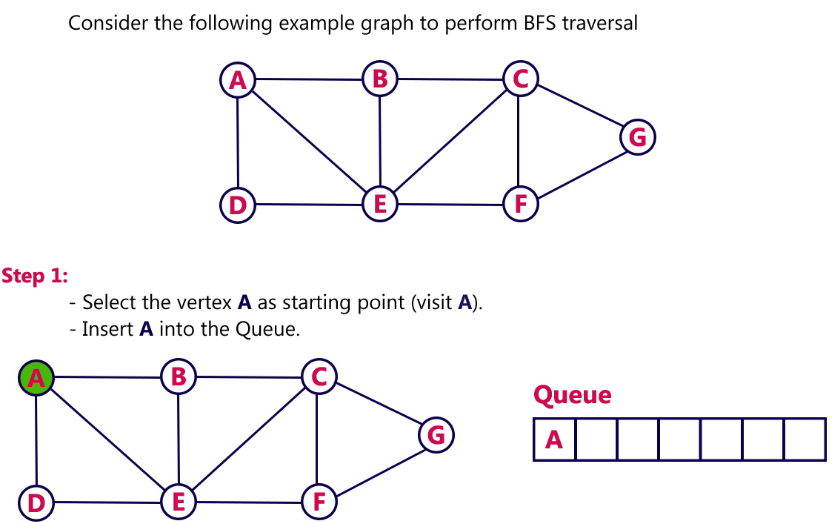 Consider the following example graph to perform BFS traversal
A B C
G
D E F
Step 1:
- Select the vertex A as starting point (visit A).
- Insert A into the Queue.
A B C
Queue
G
A
D E F